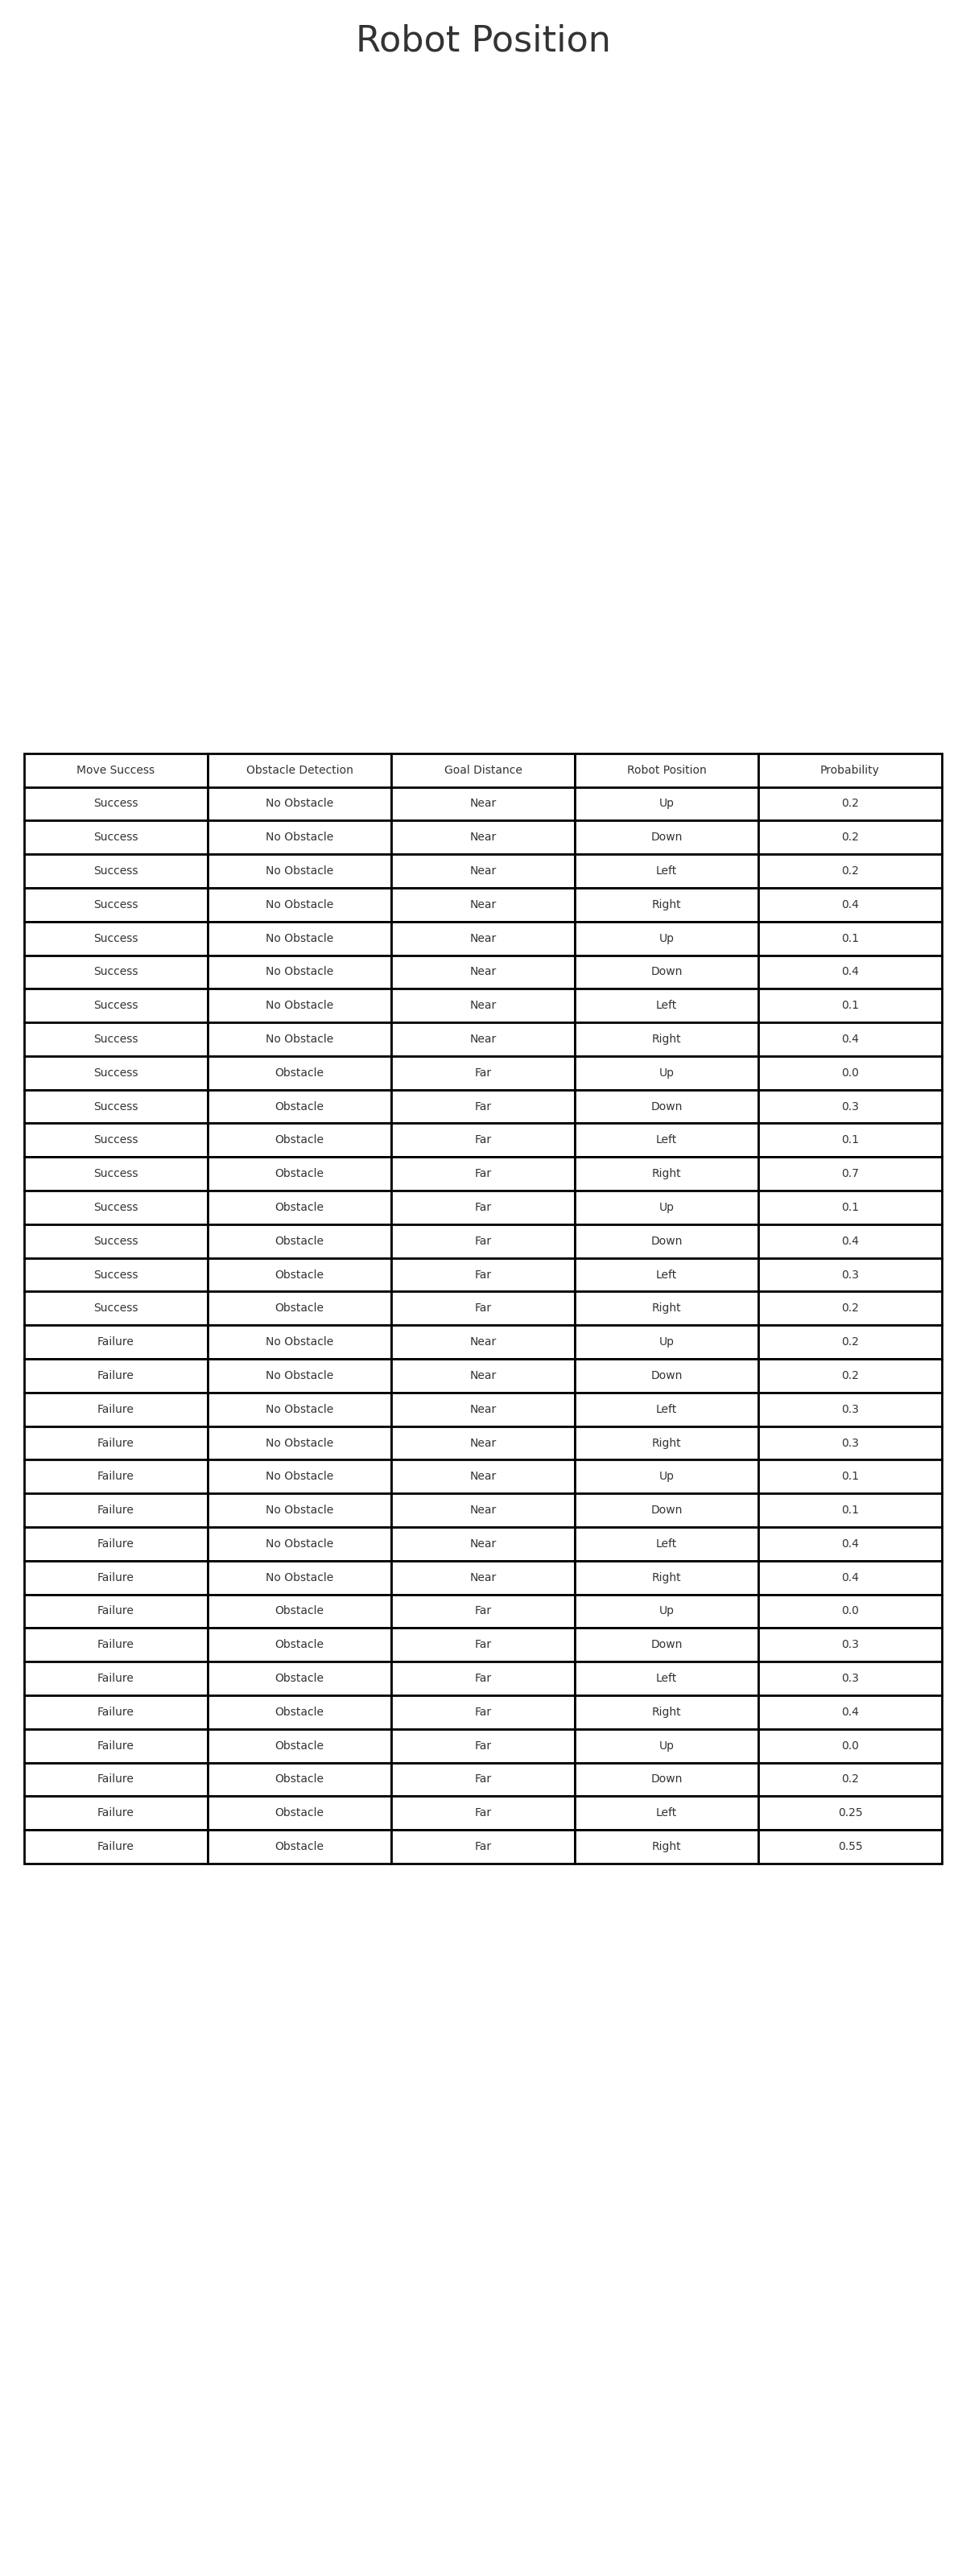 Robot Position
Move Success Obstacle Detection Goal Distance Robot Position Probability
Success No Obstacle Near Up 0.2
Success No Obstacle Near Down 0.2
Success No Obstacle Near Left 0.2
Success No Obstacle Near Right 0.4
Success No Obstacle Near Up 0.1
Success No Obstacle Near Down 0.4
Success No Obstacle Near Left 0.1
Success No Obstacle Near Right 0.4
Success Obstacle Far Up 0.0
Success Obstacle Far Down 0.3
Success Obstacle Far Left 0.1
Success Obstacle Far Right 0.7
Success Obstacle Far Up 0.1
Success Obstacle Far Down 0.4
Success Obstacle Far Left 0.3
Success Obstacle Far Right 0.2
Failure No Obstacle Near Up 0.2
Failure No Obstacle Near Down 0.2
Failure No Obstacle Near Left 0.3
Failure No Obstacle Near Right 0.3
Failure No Obstacle Near Up 0.1
Failure No Obstacle Near Down 0.1
Failure No Obstacle Near Left 0.4
Failure No Obstacle Near Right 0.4
Failure Obstacle Far Up 0.0
Failure Obstacle Far Down 0.3
Failure Obstacle Far Left 0.3
Failure Obstacle Far Right 0.4
Failure Obstacle Far Up 0.0
Failure Obstacle Far Down 0.2
Failure Obstacle Far Left 0.25
Failure Obstacle Far Right 0.55